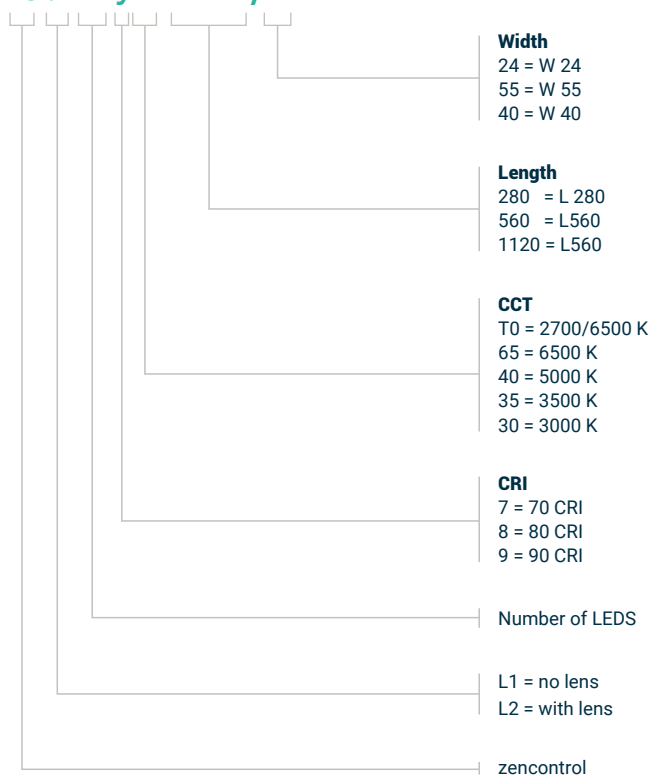 Width
24 = W 24
55 = W 55
40 = W 40
Length
280 = L 280
560 = L560
1120 = L560
CCT
T0 = 2700/6500 K
65 = 6500 K
40 = 5000 K
35 = 3500 K
30 = 3000 K
CRI
7 = 70 CRI
8 = 80 CRI
9 = 90 CRI
Number of LEDS
L1 = no lens
L2 = with lens
zencontrol